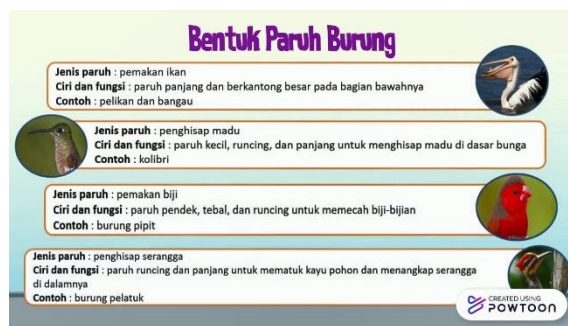 Bentuk Paruh Burung
Jenis paruh : pemakan ikan
Ciri dan fungsi : paruh panjang dan berkantong besar pada bagian bawahnya
Contoh : pelikan dan bangau
Jenis paruh : penghisap madu
Ciri dan fungsi : paruh kecil, runcing, dan panjang untuk menghisap madu di dasar bunga
Contoh : kolibri
Jenis paruh : pemakan biji
Ciri dan fungsi : paruh pendek, tebal, dan runcing untuk memecah biji-bijian
Contoh : burung pipit
Jenis paruh : penghisap serangga
Ciri dan fungsi : paruh runcing dan panjang untuk mematuk kayu pohon dan menangkap serangga
di dalamnya
Contoh : burung pelatuk
CREATED USING
POWTOON